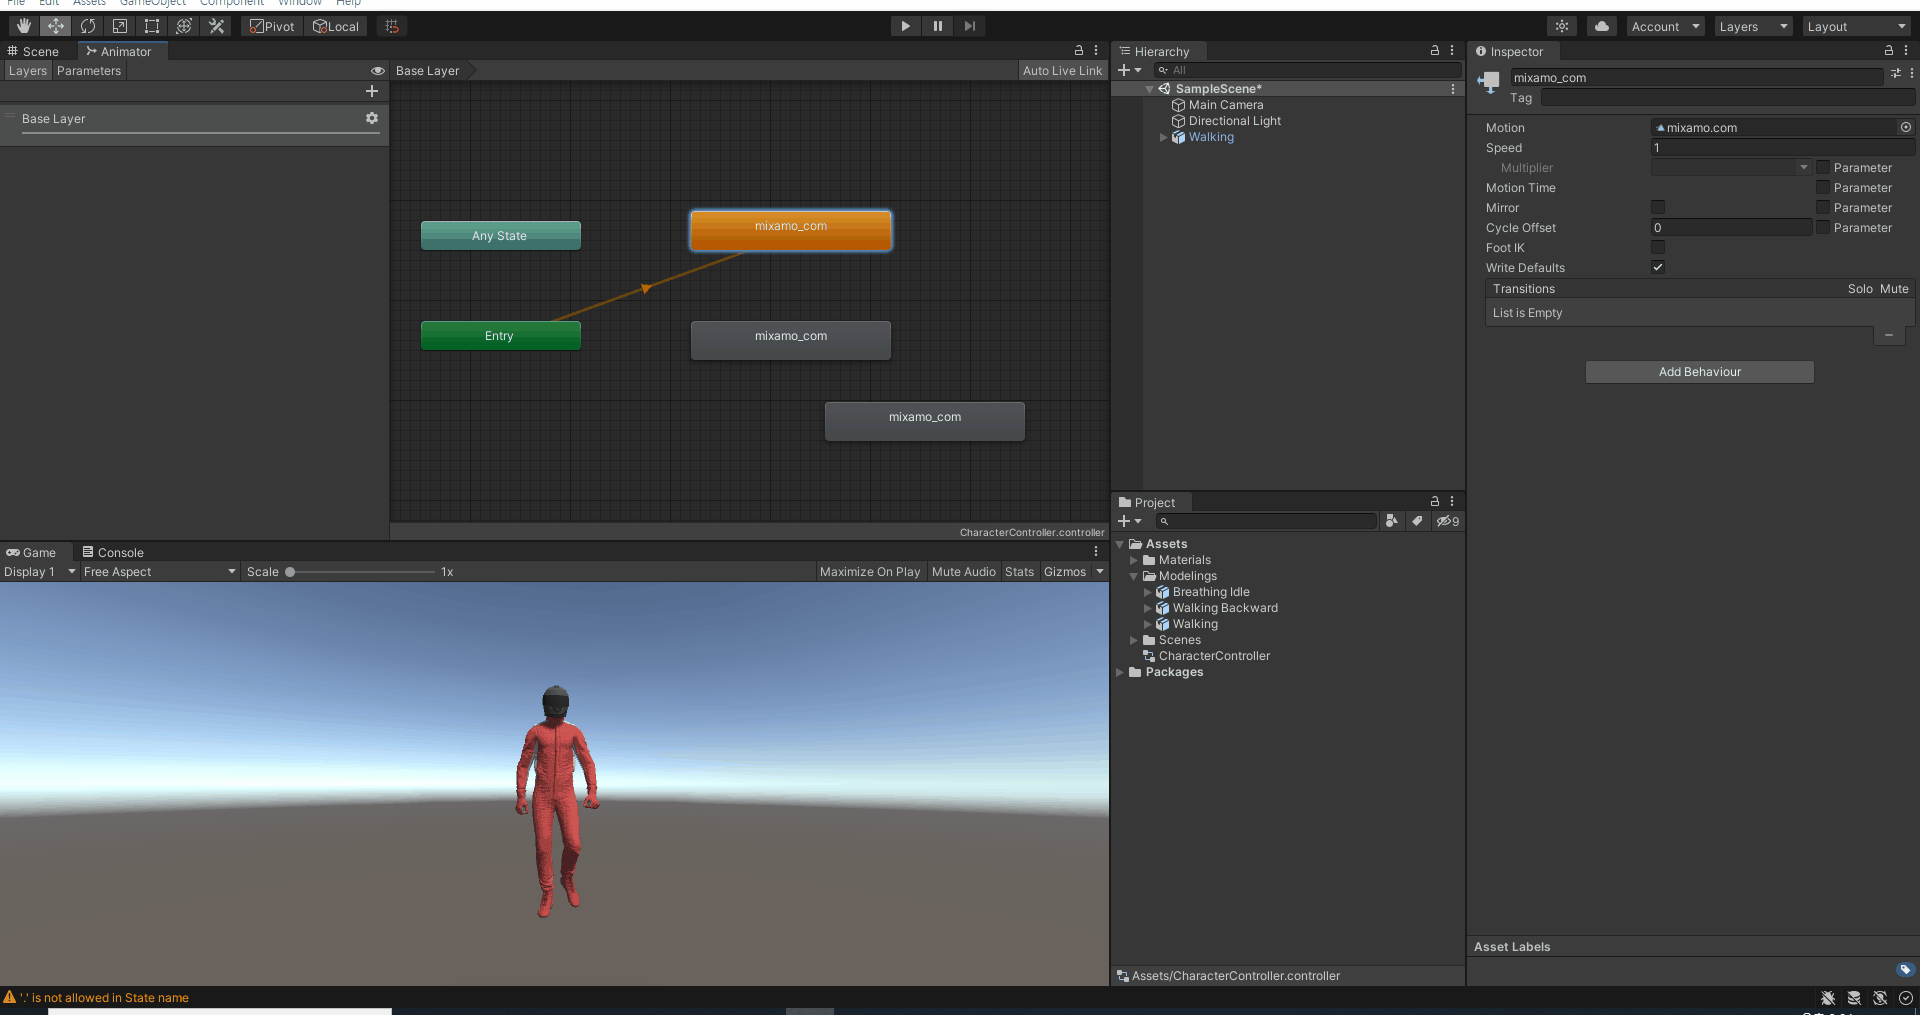 File Edit Assets GameObject Component Window Help
Pivot Local Account Layers Layout
Scene Animator
Layers Parameters
Base Layer Auto Live Link
Base Layer
Any State
mixamo_com
Entry
mixamo_com
mixamo_com
CharacterController.controller
Hierarchy
All
SampleScene*
Main Camera
Directional Light
Walking
Project
9
Assets
Materials
Modelings
Breathing Idle
Walking Backward
Walking
Scenes
CharacterController
Packages
Assets/CharacterController.controller
Inspector
mixamo_com
Tag
Motion mixamo.com
Speed 1
Multiplier Parameter
Motion Time Parameter
Mirror Parameter
Cycle Offset 0 Parameter
Foot IK
Write Defaults
Transitions Solo Mute
List is Empty
Add Behaviour
Asset Labels
Game Console
Display 1 Free Aspect Scale 1x Maximize On Play Mute Audio Stats Gizmos
'.' is not allowed in State name